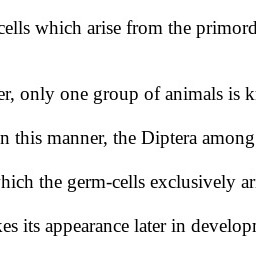 cells which arise from the primord
er, only one group of animals is k
n this manner, the Diptera among
hich the germ-cells exclusively ar
es its appearance later in develop